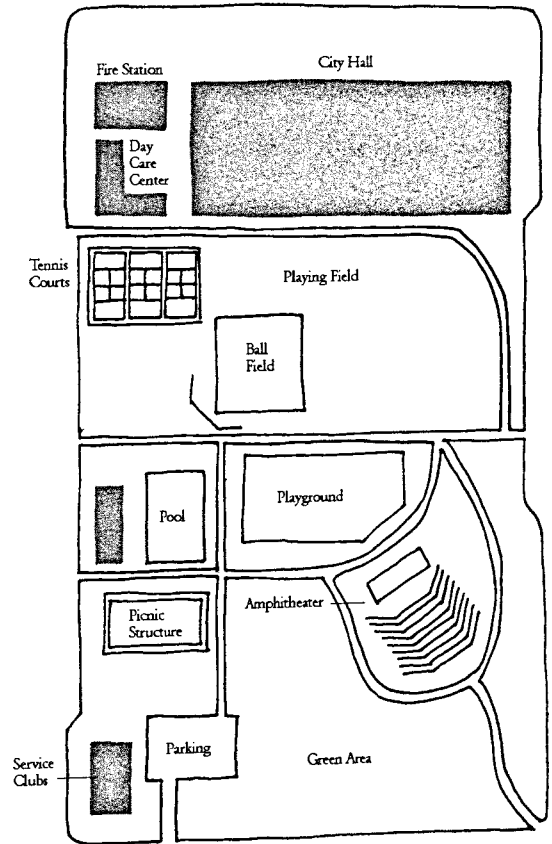 Fire Station
City Hall
Day
Care
Center
Tennis
Courts
Playing Field
Ball
Field
Pool
Playground
Picnic
Structure
Amphitheater
Service
Clubs
Parking
Green Area